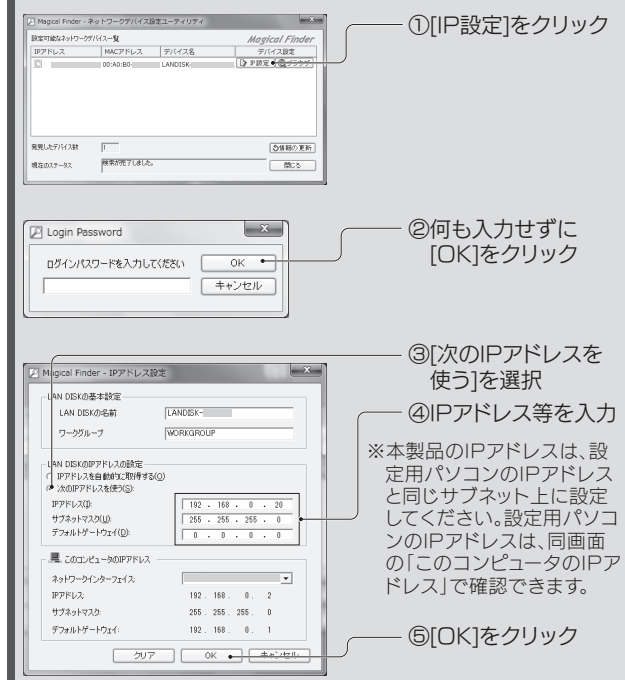 Magical Finder - ネットワークデバイス設定ユーティリティ
設定可能なネットワークデバイス一覧
Magical Finder
IPアドレス MACアドレス デバイス名 デバイス設定
00:A0:B0- LANDISK- IP設定 ブラウザ
発見したデバイス数 1 情報の更新
現在のステータス 検索が完了しました。 閉じる
①[IP設定]をクリック
Login Password
ログインパスワードを入力してください OK
キャンセル
②何も入力せずに
[OK]をクリック
Magical Finder - IPアドレス設定
LAN DISKの基本設定
LAN DISKの名前 LANDISK-
ワークグループ WORKGROUP
LAN DISKのIPアドレスの設定
IPアドレスを自動的に取得する(O)
次のIPアドレスを使う(S):
IPアドレス(I): 192 . 168 . 0 . 20
サブネットマスク(U): 255 . 255 . 255 . 0
デフォルトゲートウェイ(D): 0 . 0 . 0 . 0
このコンピュータのIPアドレス
ネットワークインターフェイス:
IPアドレス: 192 . 168 . 0 . 2
サブネットマスク: 255 . 255 . 255 . 0
デフォルトゲートウェイ: 192 . 168 . 0 . 1
クリア OK キャンセル
③[次のIPアドレスを
使う]を選択
④IPアドレス等を入力
※本製品のIPアドレスは、設
定用パソコンのIPアドレス
と同じサブネット上に設定
してください。設定用パソコ
ンのIPアドレスは、同画面
の「このコンピュータのIPア
ドレス」で確認できます。
⑤[OK]をクリック